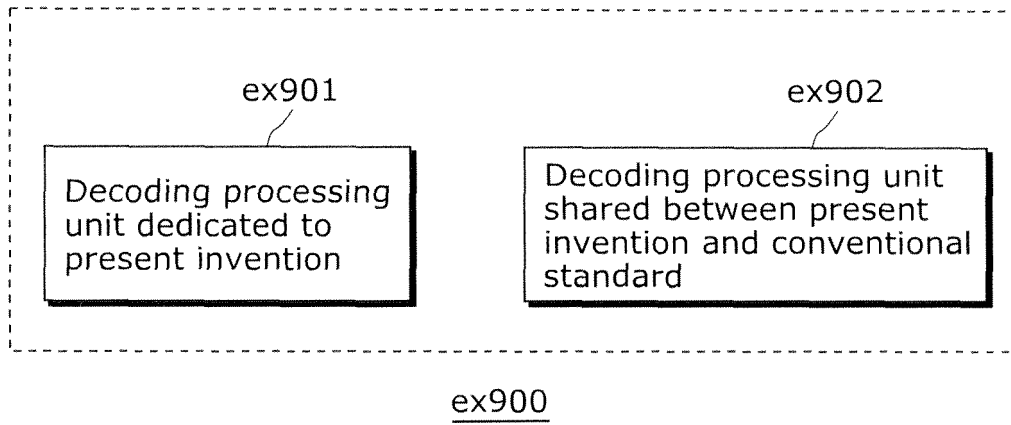 ex901
ex902
Decoding processing
unit dedicated to
present invention
Decoding processing unit
shared between present
invention and conventional
standard
ex900